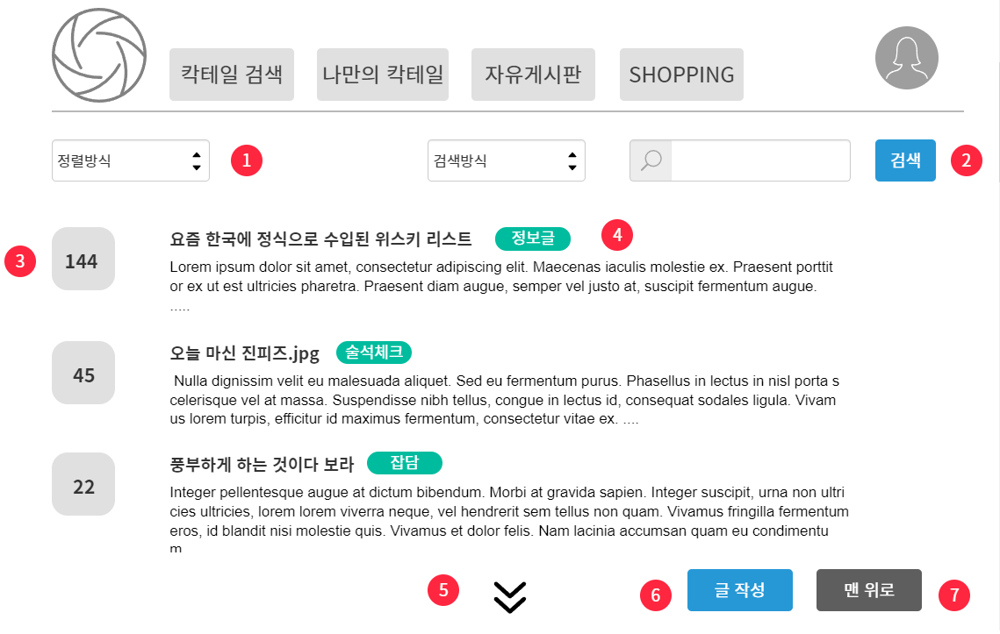 칵테일 검색
나만의 칵테일
자유게시판
SHOPPING
정렬방식
1
검색방식
검색
2
3
144
요즘 한국에 정식으로 수입된 위스키 리스트
정보글
4
Lorem ipsum dolor sit amet, consectetur adipiscing elit. Maecenas iaculis molestie ex. Praesent porttit
or ex ut est ultricies pharetra. Praesent diam augue, semper vel justo at, suscipit fermentum augue.
.....
45
오늘 마신 진피즈.jpg
술석체크
Nulla dignissim velit eu malesuada aliquet. Sed eu fermentum purus. Phasellus in lectus in nisl porta s
celerisque vel at massa. Suspendisse nibh tellus, congue in lectus id, consequat sodales ligula. Vivam
us lorem turpis, efficitur id maximus fermentum, consectetur vitae ex. ....
22
풍부하게 하는 것이다 보라
잡담
Integer pellentesque augue at dictum bibendum. Morbi at gravida sapien. Integer suscipit, urna non ultri
cies ultricies, lorem lorem viverra neque, vel hendrerit sem tellus non quam. Vivamus fringilla fermentum
eros, id blandit nisi molestie quis. Vivamus et dolor felis. Nam lacinia accumsan quam eu condimentu
m
5
6
글 작성
맨 위로
7